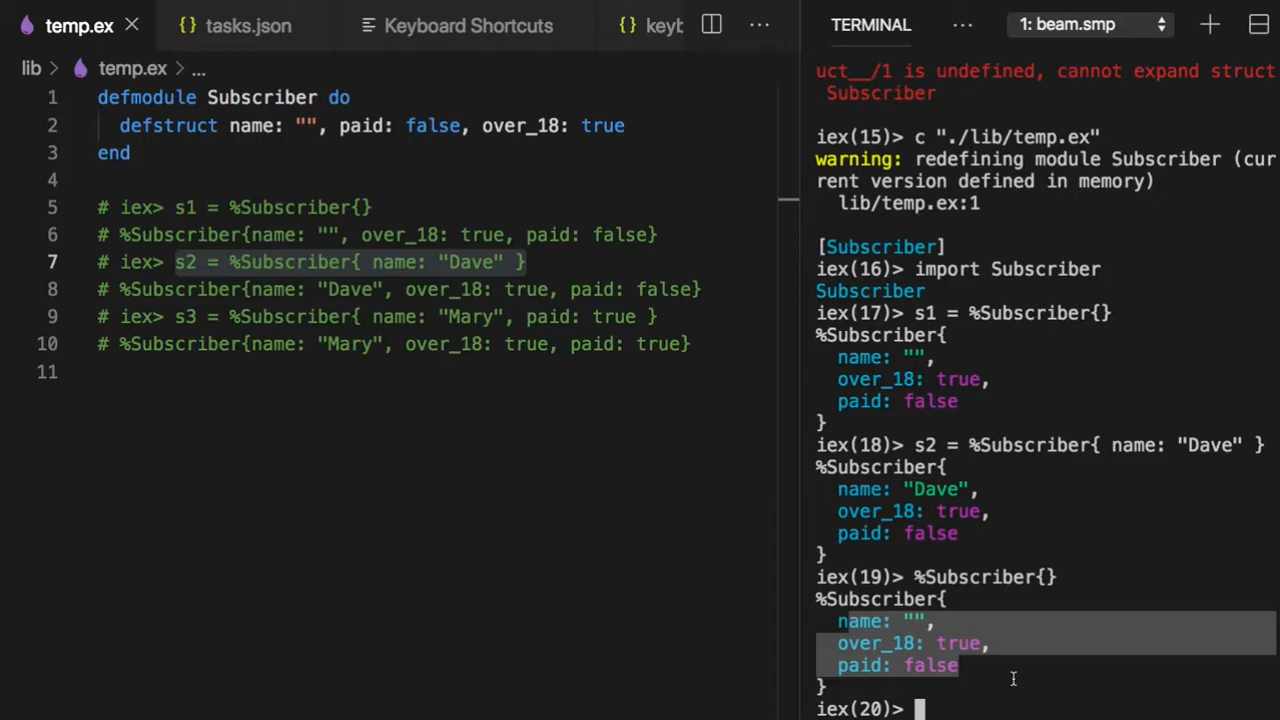 temp.ex
tasks.json
Keyboard Shortcuts
{} keyb
...
lib > temp.ex > ...
1 defmodule Subscriber do
2 defstruct name: "", paid: false, over_18: true
3 end
4
5 # iex> s1 = %Subscriber{}
6 # %Subscriber{name: "", over_18: true, paid: false}
7 # iex> s2 = %Subscriber{ name: "Dave" }
8 # %Subscriber{name: "Dave", over_18: true, paid: false}
9 # iex> s3 = %Subscriber{ name: "Mary", paid: true }
10 # %Subscriber{name: "Mary", over_18: true, paid: true}
11
TERMINAL
...
1: beam.smp
uct__/1 is undefined, cannot expand struct
Subscriber
iex(15)> c "./lib/temp.ex"
warning: redefining module Subscriber (cur
rent version defined in memory)
lib/temp.ex:1
[Subscriber]
iex(16)> import Subscriber
Subscriber
iex(17)> s1 = %Subscriber{}
%Subscriber{
name: "",
over_18: true,
paid: false
}
iex(18)> s2 = %Subscriber{ name: "Dave" }
%Subscriber{
name: "Dave",
over_18: true,
paid: false
}
iex(19)> %Subscriber{}
%Subscriber{
name: "",
over_18: true,
paid: false
}
iex(20)>